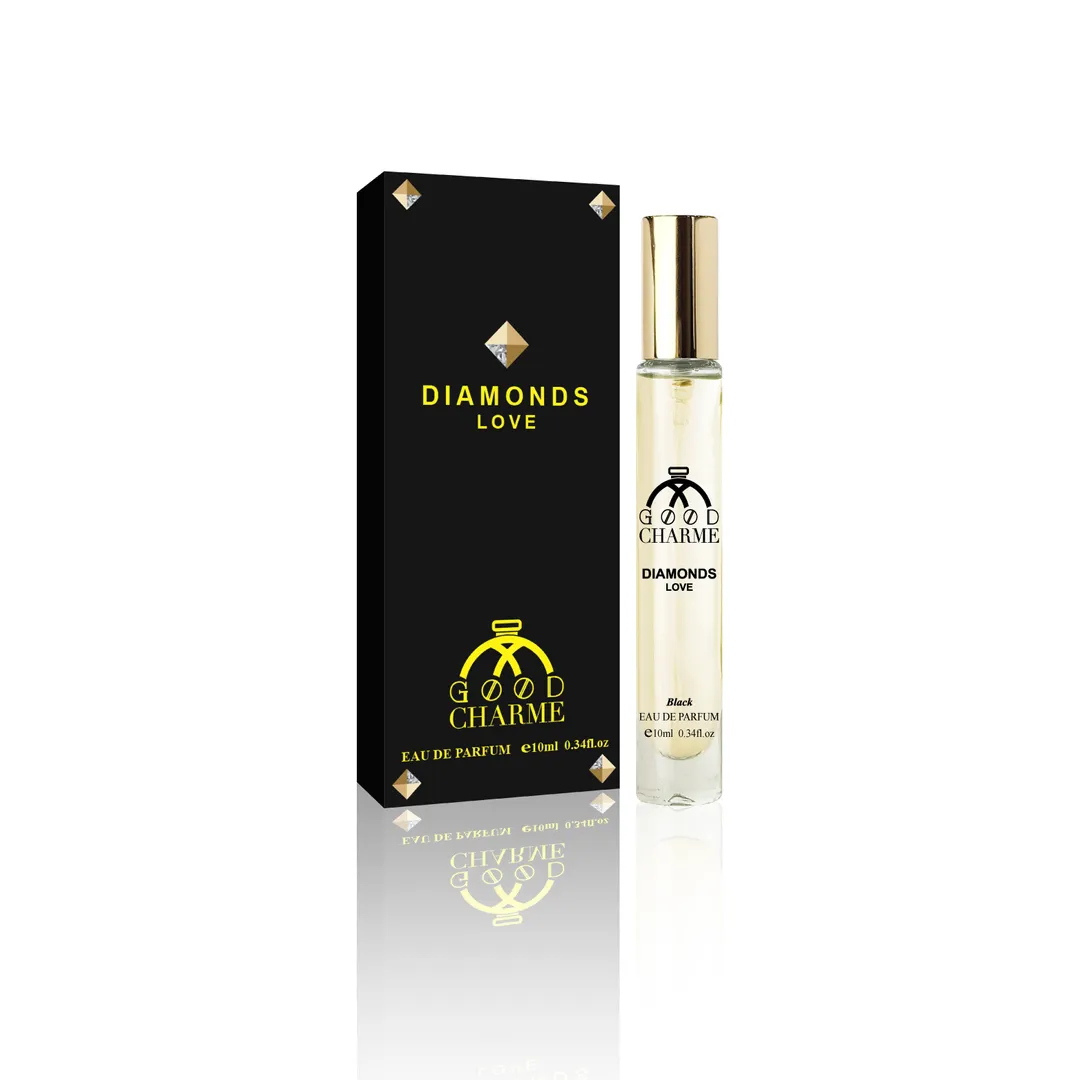 DIAMONDS
LOVE
GOOD
CHARME
EAU DE PARFUM e10ml 0.34fl.oz
GOOD
CHARME
DIAMONDS
LOVE
Black
EAU DE PARFUM
e10ml 0.34fl.oz